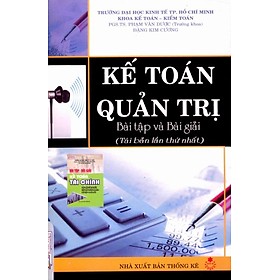 TRƯỜNG ĐẠI HỌC KINH TẾ TP. HỒ CHÍ MINH
KHOA KẾ TOÁN - KIỂM TOÁN
PGS TS. PHẠM VĂN DƯỢC (Trưởng khoa)
ĐẶNG KIM CƯƠNG
KẾ TOÁN
QUẢN TRỊ
Bài tập và Bài giải
(Tái bản lần thứ nhất)
TÀI CHÍNH
NHÀ XUẤT BẢN THỐNG KÊ